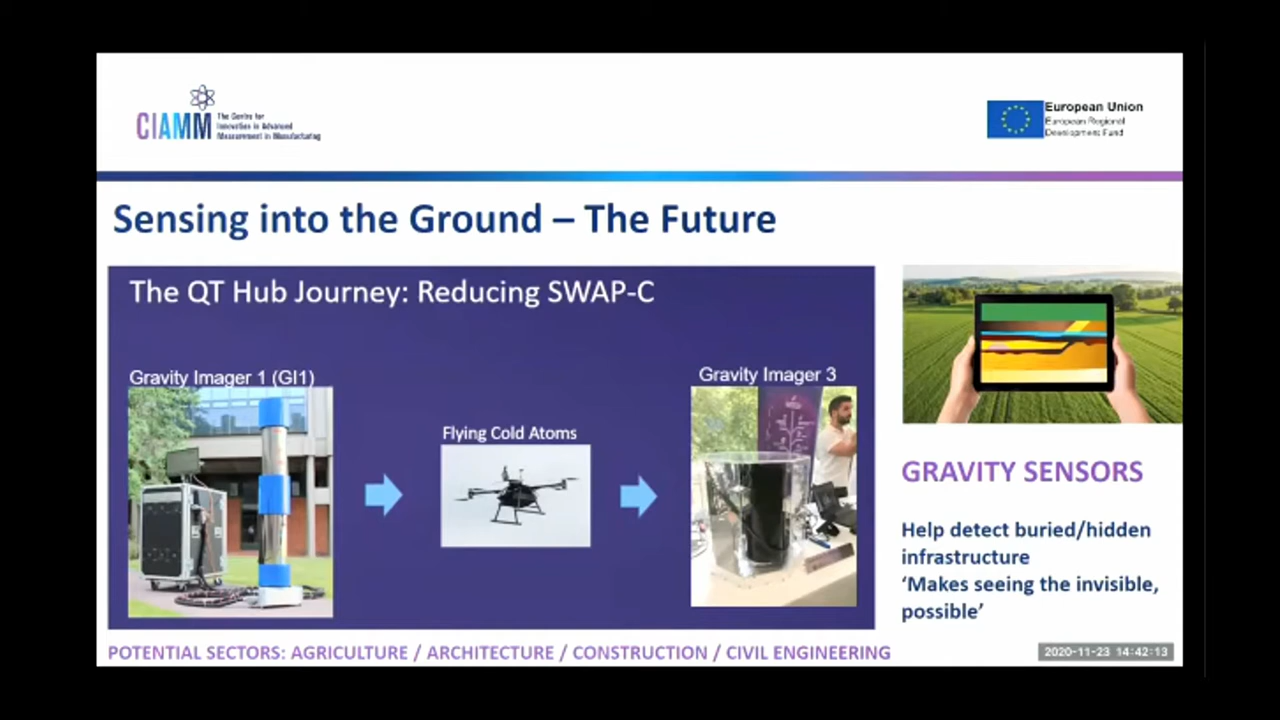 CIAMM
The Centre for
Innovation in Advanced
Measurement in Manufacturing
European Union
European Regional
Development Fund
Sensing into the Ground – The Future
The QT Hub Journey: Reducing SWAP-C
Gravity Imager 1 (GI1)
Flying Cold Atoms
Gravity Imager 3
GRAVITY SENSORS
Help detect buried/hidden
infrastructure
‘Makes seeing the invisible,
possible’
POTENTIAL SECTORS: AGRICULTURE / ARCHITECTURE / CONSTRUCTION / CIVIL ENGINEERING
2020-11-23 14:42:13